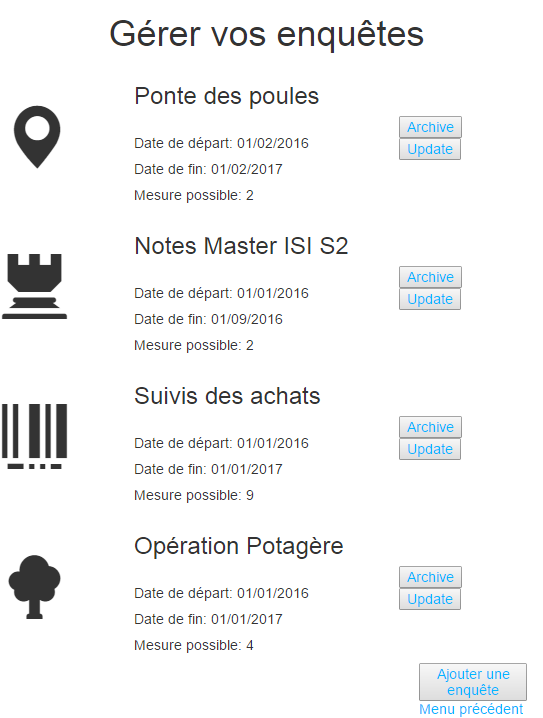 Gérer vos enquêtes
Ponte des poules
Archive
Date de départ: 01/02/2016
Update
Date de fin: 01/02/2017
Mesure possible: 2
Notes Master ISI S2
Archive
Date de départ: 01/01/2016
Update
Date de fin: 01/09/2016
Mesure possible: 2
Suivis des achats
Archive
Date de départ: 01/01/2016
Update
Date de fin: 01/01/2017
Mesure possible: 9
Opération Potagère
Archive
Date de départ: 01/01/2016
Update
Date de fin: 01/01/2017
Mesure possible: 4
Ajouter une
enquête
Menu précédent